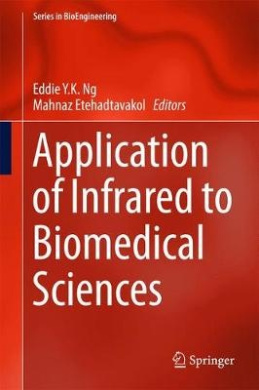 Series in BioEngineering
Eddie Y.K. Ng
Mahnaz Etehadtavakol Editors
Application
of Infrared to
Biomedical
Sciences
Springer